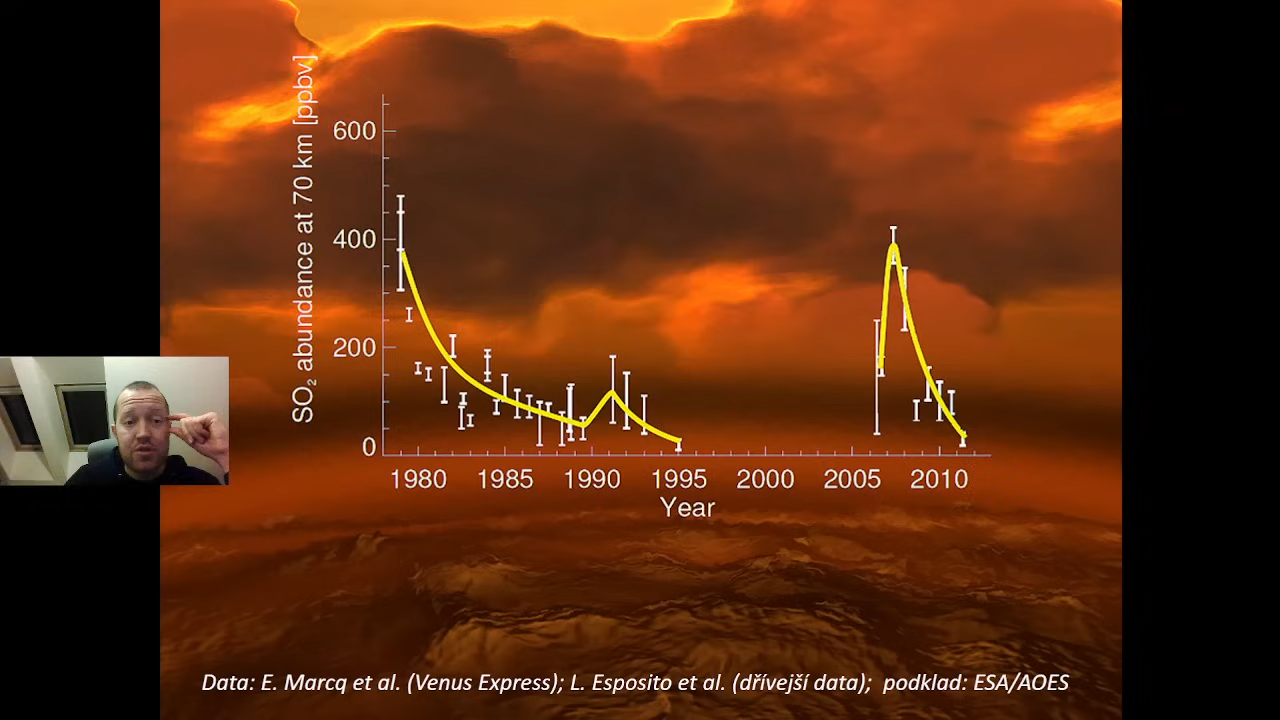 SO₂ abundance at 70 km [ppbv]
600
400
200
0
1980 1985 1990 1995 2000 2005 2010
Year
Data: E. Marcq et al. (Venus Express); L. Esposito et al. (dřívejší data); podklad: ESA/AOES